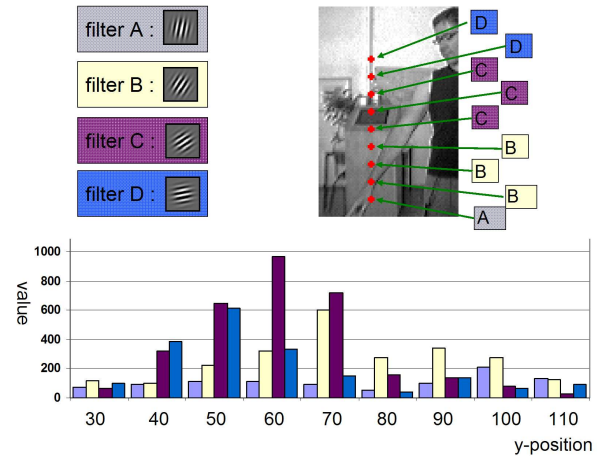 filter A :
filter B :
filter C :
filter D :
D
D
C
C
C
B
B
B
A
value
1000
800
600
400
200
0
30 40 50 60 70 80 90 100 110
y-position